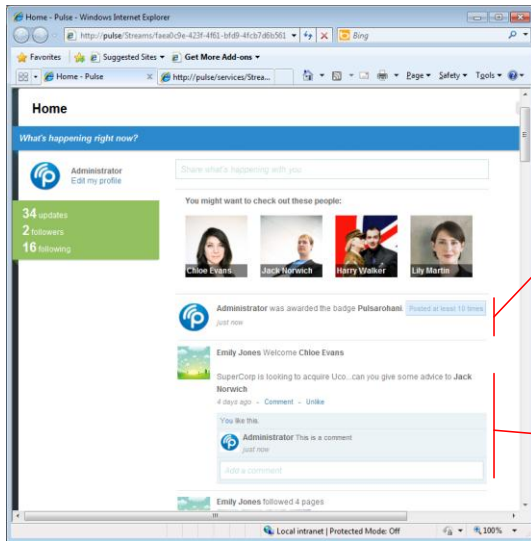 Home - Pulse - Windows Internet Explorer
http://pulse/Streams/faea0c9e-423f-4f61-bfd9-4fcb7d6b561
Bing
Favorites Suggested Sites Get More Add-ons
Home - Pulse x http://pulse/services/Strea... Page Safety Tools
Home
What's happening right now?
Administrator
Edit my profile
34 updates
2 followers
16 following
Share what's happening with you
You might want to check out these people:
Chloe Evans Jack Norwich Harry Walker Lily Martin
Administrator was awarded the badge Pulsarohani. Posted at least 10 times
just now
Emily Jones Welcome Chloe Evans
SuperCorp is looking to acquire Uco...can you give some advice to Jack
Norwich
4 days ago - Comment - Unlike
You like this.
Administrator This is a comment
just now
Add a comment
Emily Jones followed 4 pages
Local intranet | Protected Mode: Off 100%